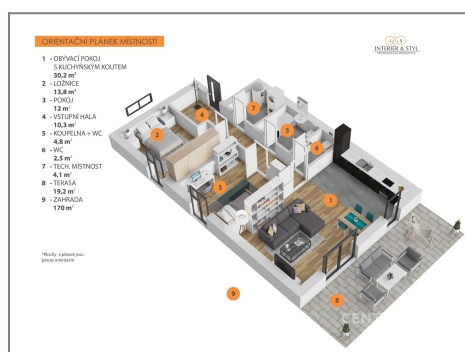 ORIENTAČNÍ PLÁNEK MÍSTNOSTÍ
I S
INTERIÉR & STYL
1 - OBÝVACÍ POKOJ
S KUCHYŇSKÝM KOUTEM
30,2 m²
2 - LOŽNICE
13,8 m²
3 - POKOJ
12 m²
4 - VSTUPNÍ HALA
10,3 m²
5 - KOUPELNA + WC
4,8 m²
6 - WC
2,5 m²
7 - TECH. MÍSTNOST
4,1 m²
8 - TERASA
19,2 m²
9 - ZAHRADA
170 m²
*Plochy a plánek jsou
pouze orientační
7
4
2
5
6
3
1
9
8